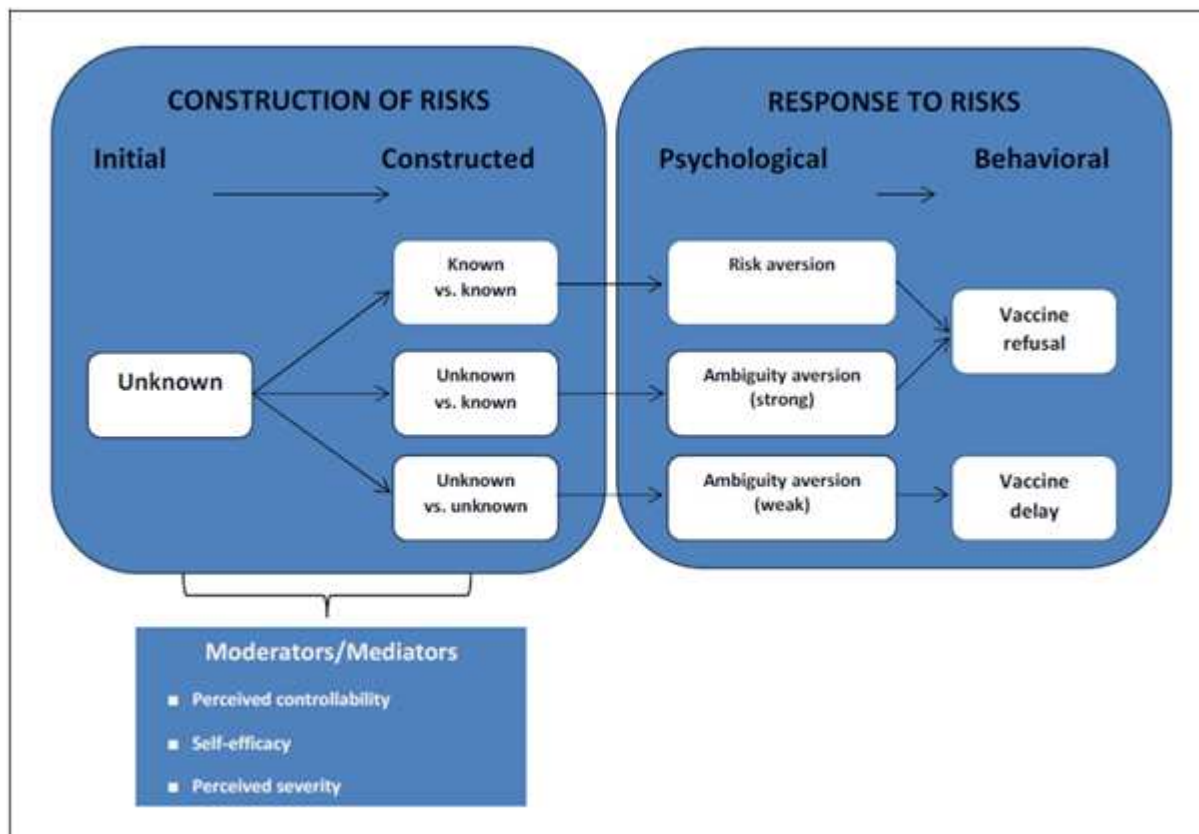 CONSTRUCTION OF RISKS
Initial
Constructed
Unknown
Known
vs. known
Unknown
vs. known
Unknown
vs. unknown
RESPONSE TO RISKS
Psychological
Behavioral
Risk aversion
Ambiguity aversion
(strong)
Ambiguity aversion
(weak)
Vaccine
refusal
Vaccine
delay
Moderators/Mediators
■ Perceived controllability
■ Self-efficacy
■ Perceived severity